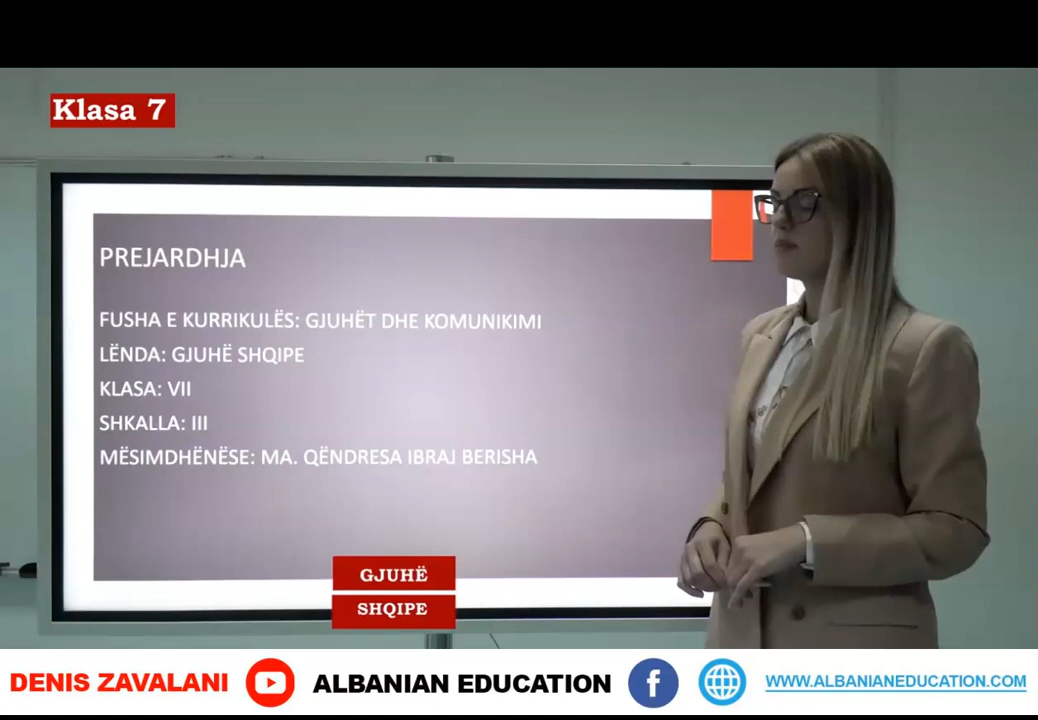 Klasa 7
PREJARDHJA
FUSHA E KURRIKULËS: GJUHËT DHE KOMUNIKIMI
LËNDA: GJUHË SHQIPE
KLASA: VII
SHKALLA: III
MËSIMDHËNËSE: MA. QËNDRESA IBRAJ BERISHA
GJUHË
SHQIPE
DENIS ZAVALANI ALBANIAN EDUCATION WWW.ALBANIANEDUCATION.COM